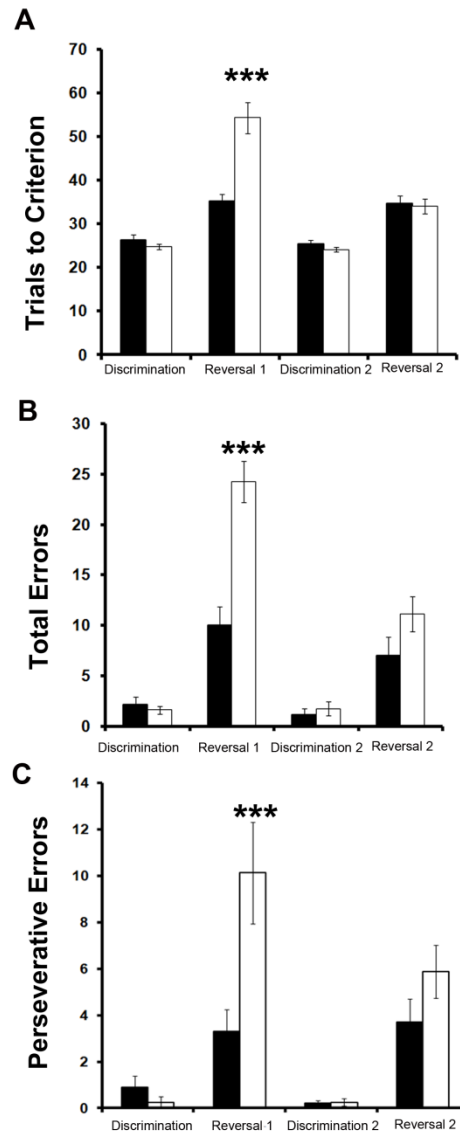 A
Trials to Criterion
70
60
50
40
30
20
10
0
***
Discrimination Reversal 1 Discrimination 2 Reversal 2
B
Total Errors
30
25
20
15
10
5
0
***
Discrimination Reversal 1 Discrimination 2 Reversal 2
C
Perseverative Errors
14
12
10
8
6
4
2
0
***
Discrimination Reversal 1 Discrimination 2 Reversal 2